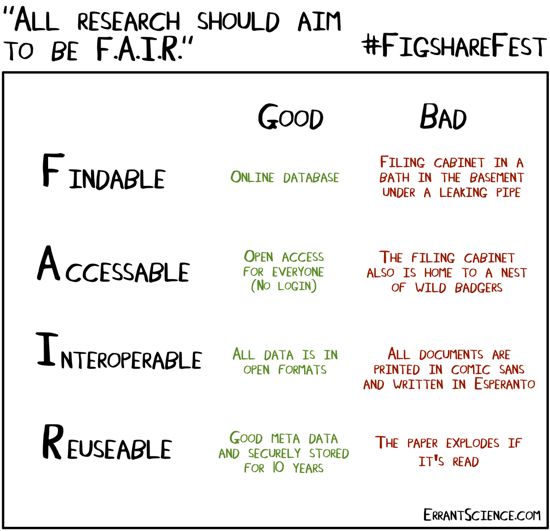 "All research should aim
to be F.A.I.R."
#FigshareFest
Good
Bad
Findable
Online database
Filing cabinet in a
bath in the basement
under a leaking pipe
Accessable
Open access
for everyone
(No login)
The filing cabinet
also is home to a nest
of wild badgers
Interoperable
All data is in
open formats
All documents are
printed in comic sans
and written in Esperanto
Reuseable
Good meta data
and securely stored
for 10 years
The paper explodes if
it's read
ErrantScience.com